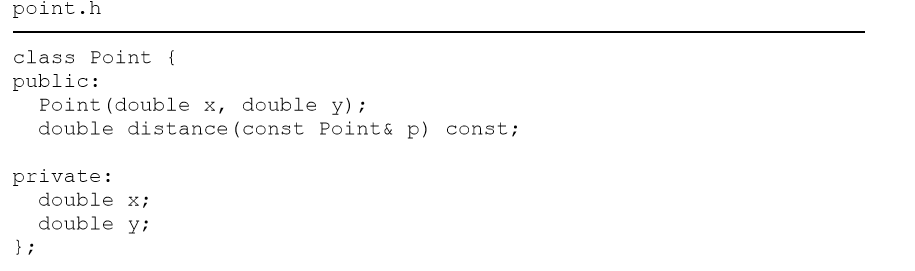 point.h
class Point {
public:
  Point(double x, double y);
  double distance(const Point& p) const;

private:
  double x;
  double y;
};